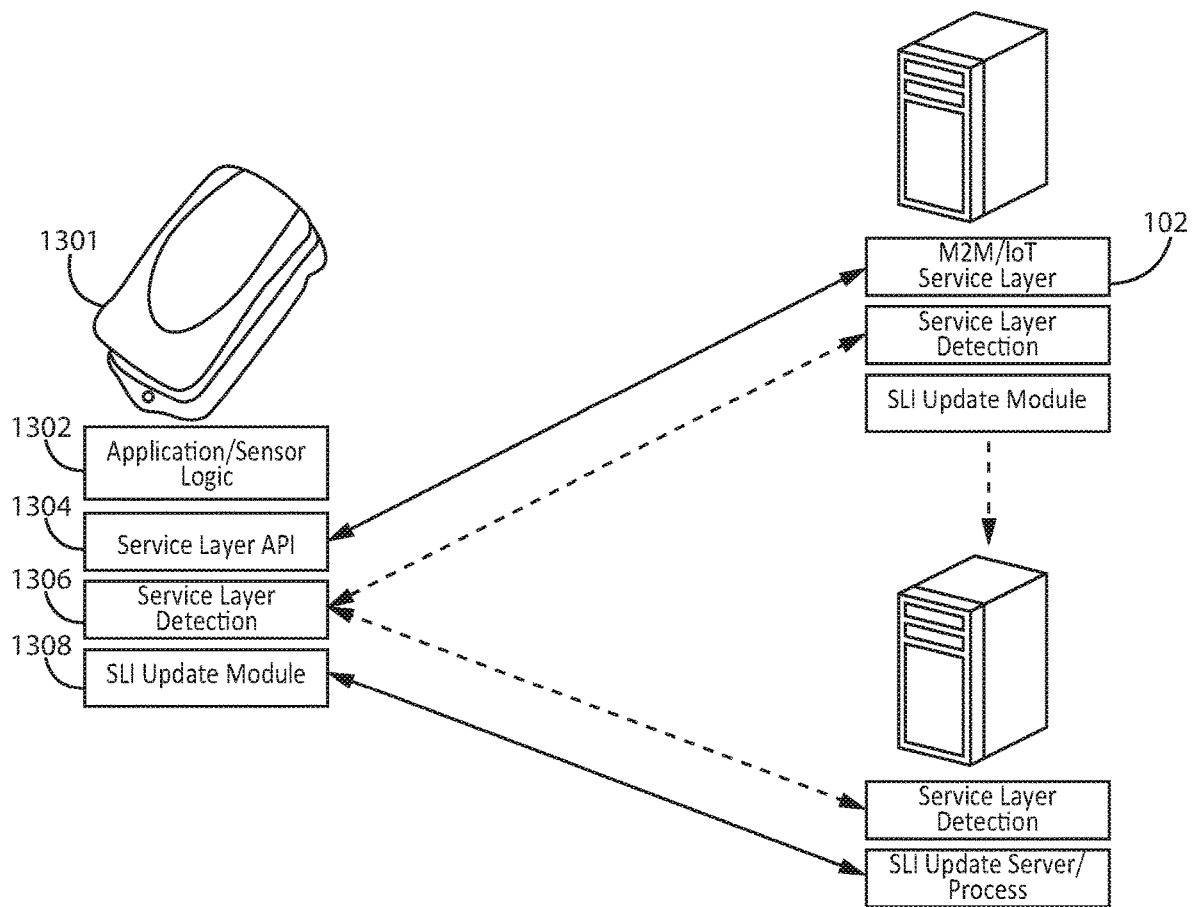 1301
1302
Application/Sensor
Logic
1304
Service Layer API
1306
Service Layer
Detection
1308
SLI Update Module
102
M2M/IoT
Service Layer
Service Layer
Detection
SLI Update Module
Service Layer
Detection
SLI Update Server/
Process